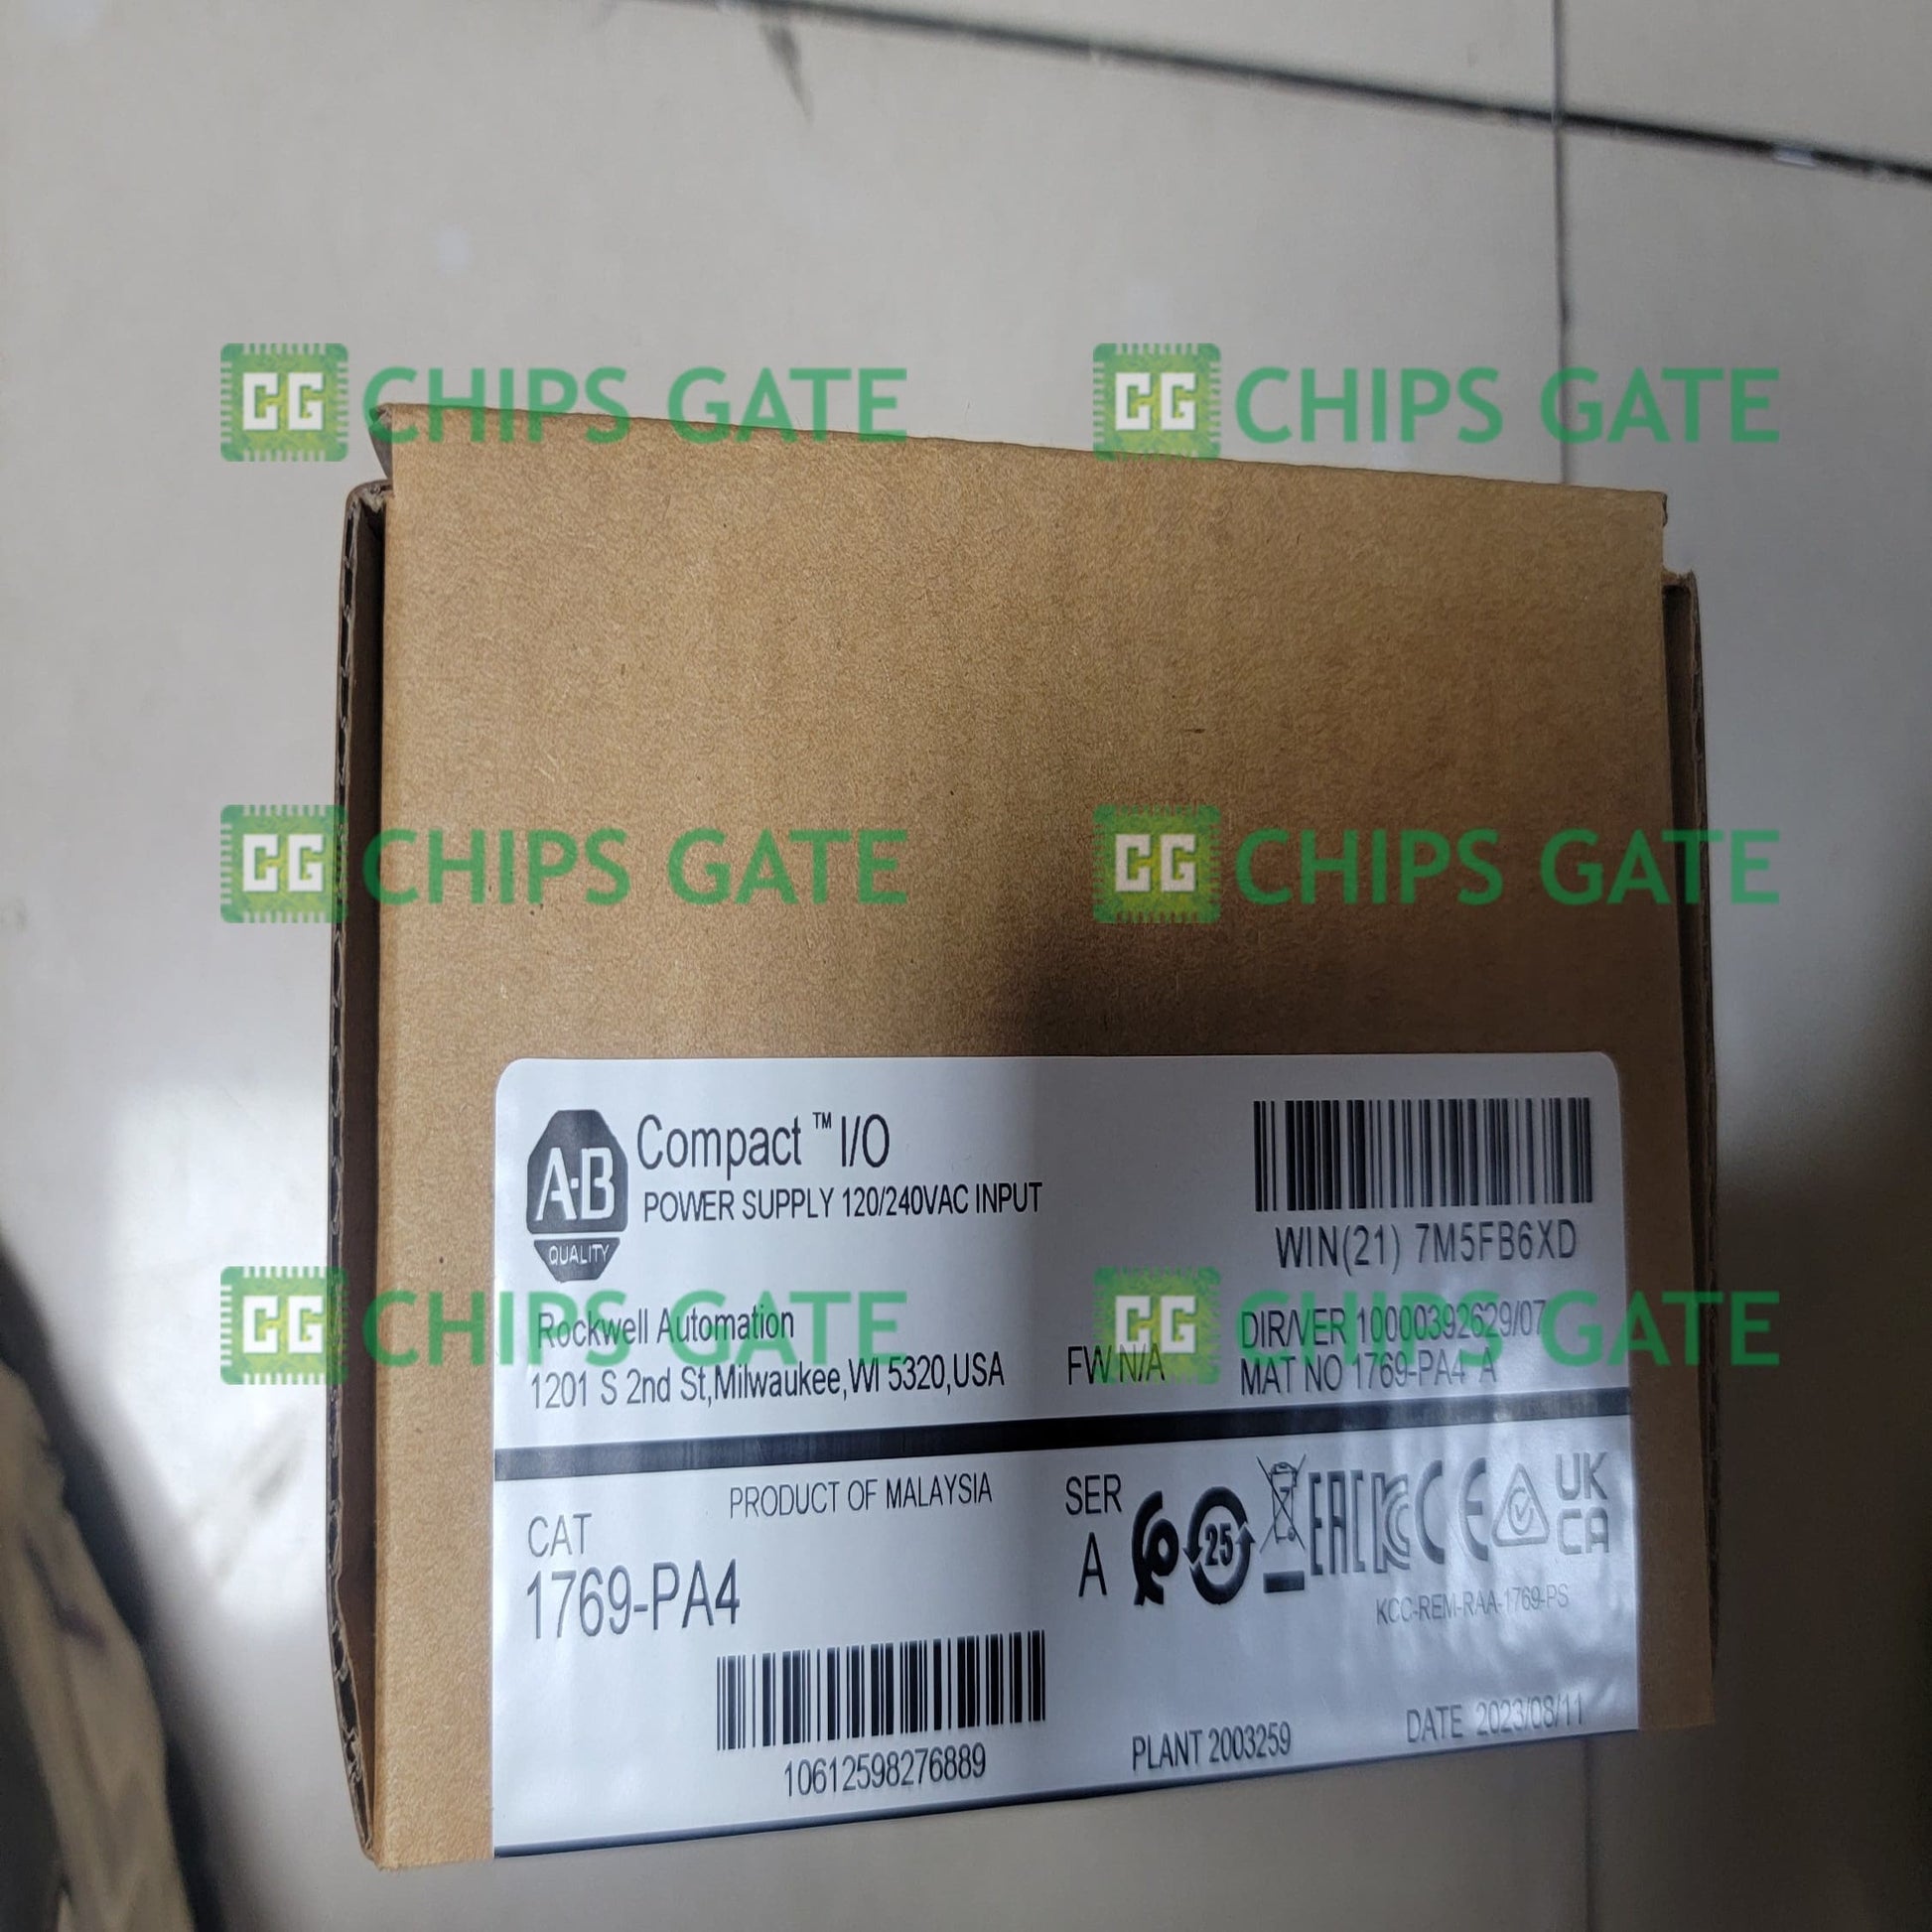 CG CHIPS GATE
CG CHIPS GATE
CG CHIPS GATE
CG CHIPS GATE
A·B
QUALITY
Compact™ I/O
POWER SUPPLY 120/240VAC INPUT
WIN(21) 7M5FB6XD
CG CHIPS GATE
CG CHIPS GATE
Rockwell Automation
1201 S 2nd St,Milwaukee,WI 5320,USA
FW N/A
DIR/VER 10000392629/07
MAT NO 1769-PA4 A
PRODUCT OF MALAYSIA
CAT
1769-PA4
SER
A
25
EAC
KC
CE
UK
CA
KCC-REM-RAA-1769-PS
10612598276889
PLANT 2003259
DATE 2023/08/11